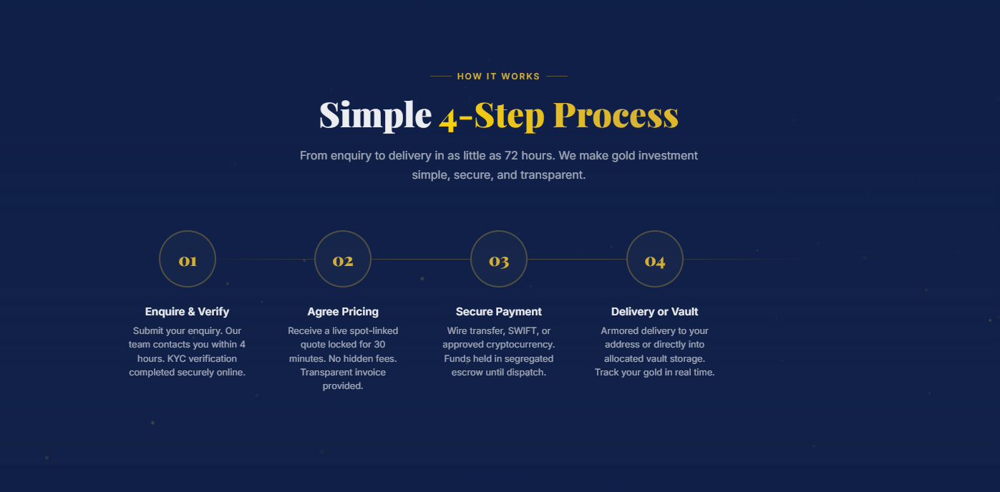 HOW IT WORKS
Simple 4-Step Process
From enquiry to delivery in as little as 72 hours. We make gold investment
simple, secure, and transparent.
01
02
03
04
Enquire & Verify
Submit your enquiry. Our
team contacts you within 4
hours. KYC verification
completed securely online.
Agree Pricing
Receive a live spot-linked
quote locked for 30
minutes. No hidden fees.
Transparent invoice
provided.
Secure Payment
Wire transfer, SWIFT, or
approved cryptocurrency.
Funds held in segregated
escrow until dispatch.
Delivery or Vault
Armored delivery to your
address or directly into
allocated vault storage.
Track your gold in real time.